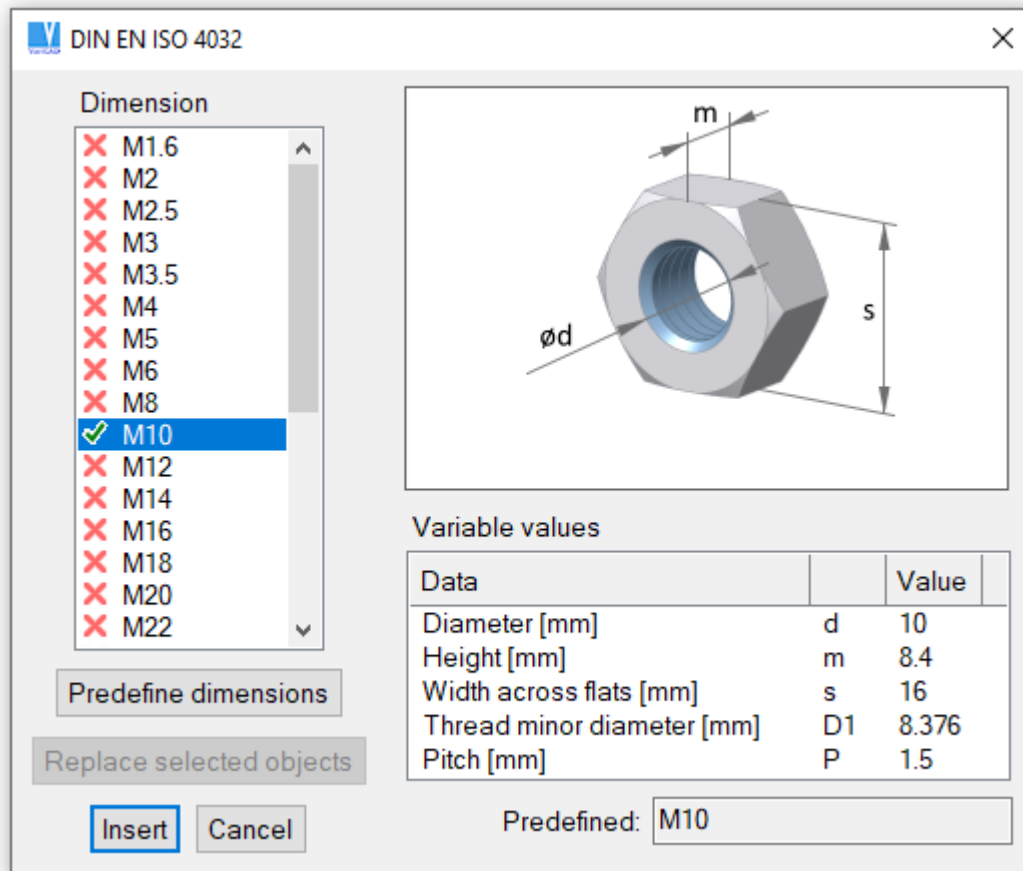 DIN EN ISO 4032
Dimension
M1.6
M2
M2.5
M3
M3.5
M4
M5
M6
M8
M10
M12
M14
M16
M18
M20
M22
Predefine dimensions
Replace selected objects
Insert Cancel
m
s
ød
Variable values
Data Value
Diameter [mm] d 10
Height [mm] m 8.4
Width across flats [mm] s 16
Thread minor diameter [mm] D1 8.376
Pitch [mm] P 1.5
Predefined: M10